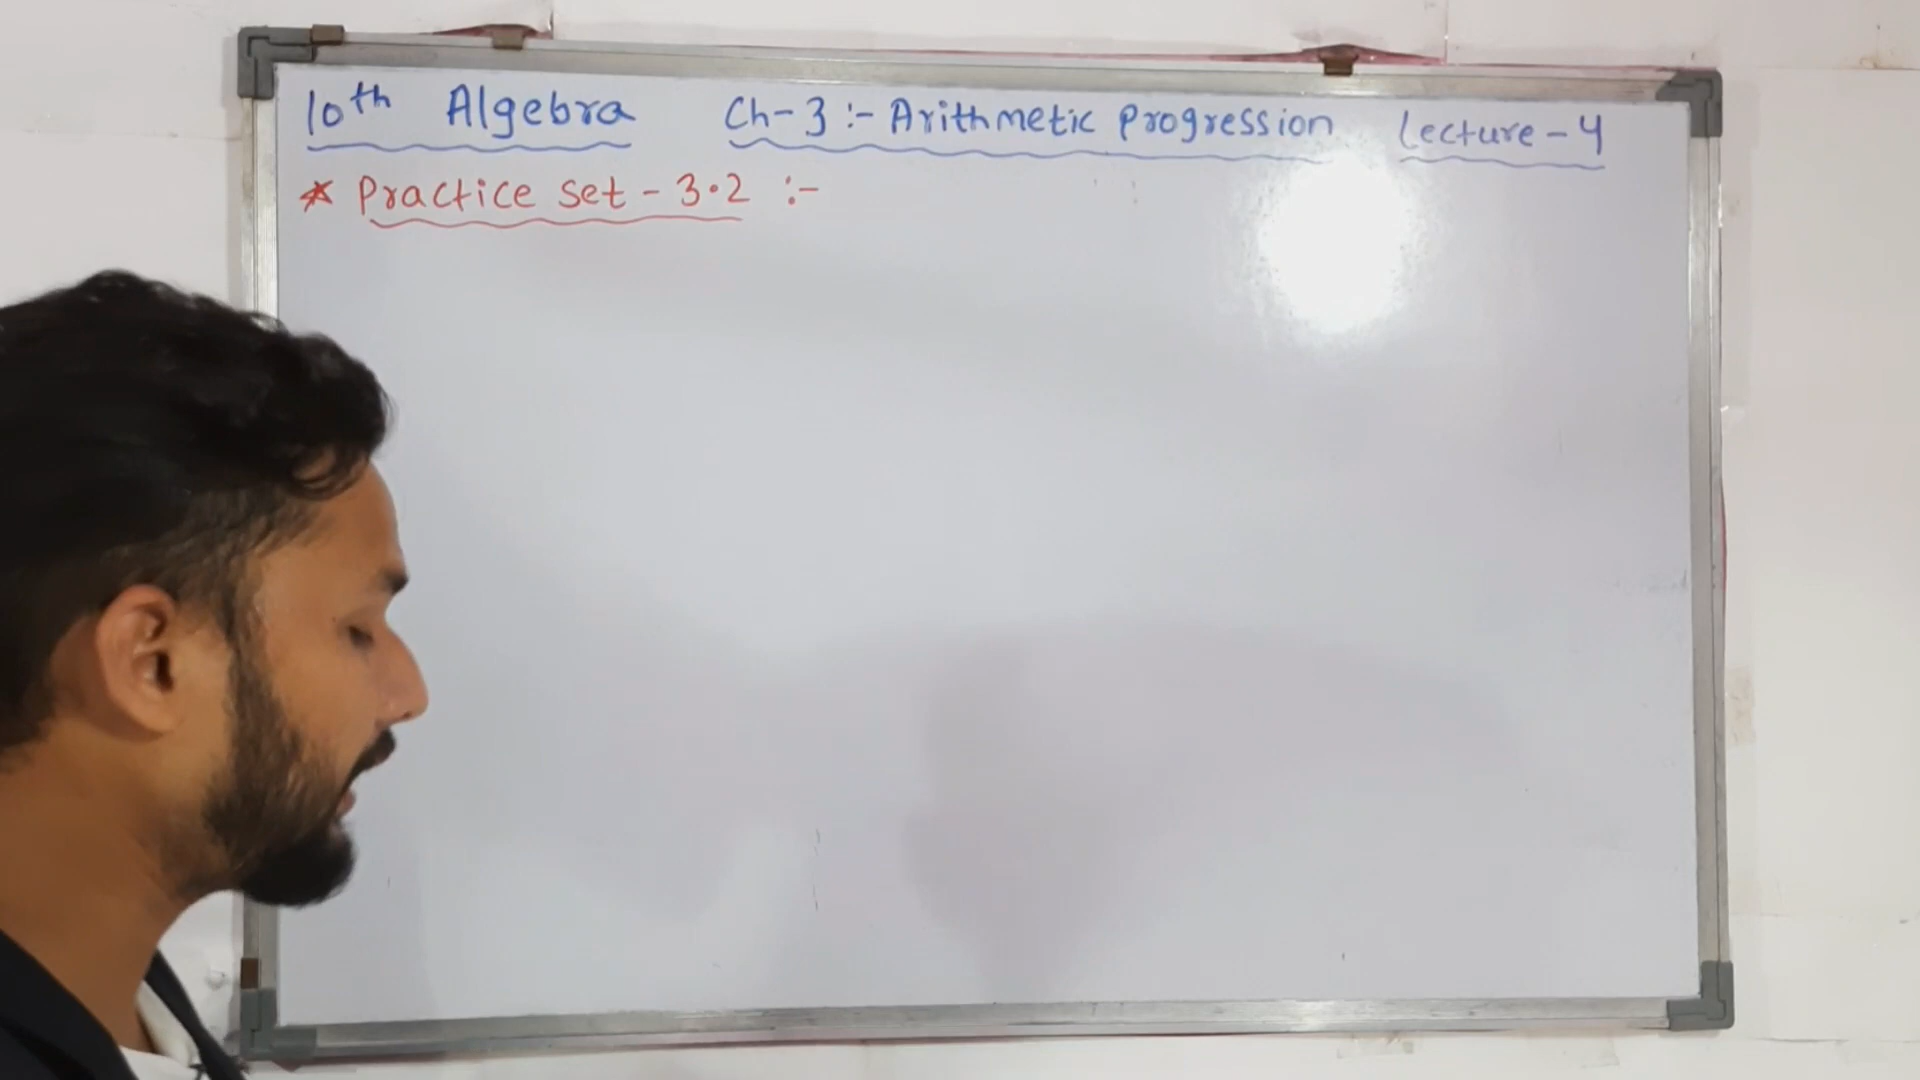 10th Algebra Ch-3 :- Arithmetic Progression Lecture-4
* Practice set - 3.2 :-